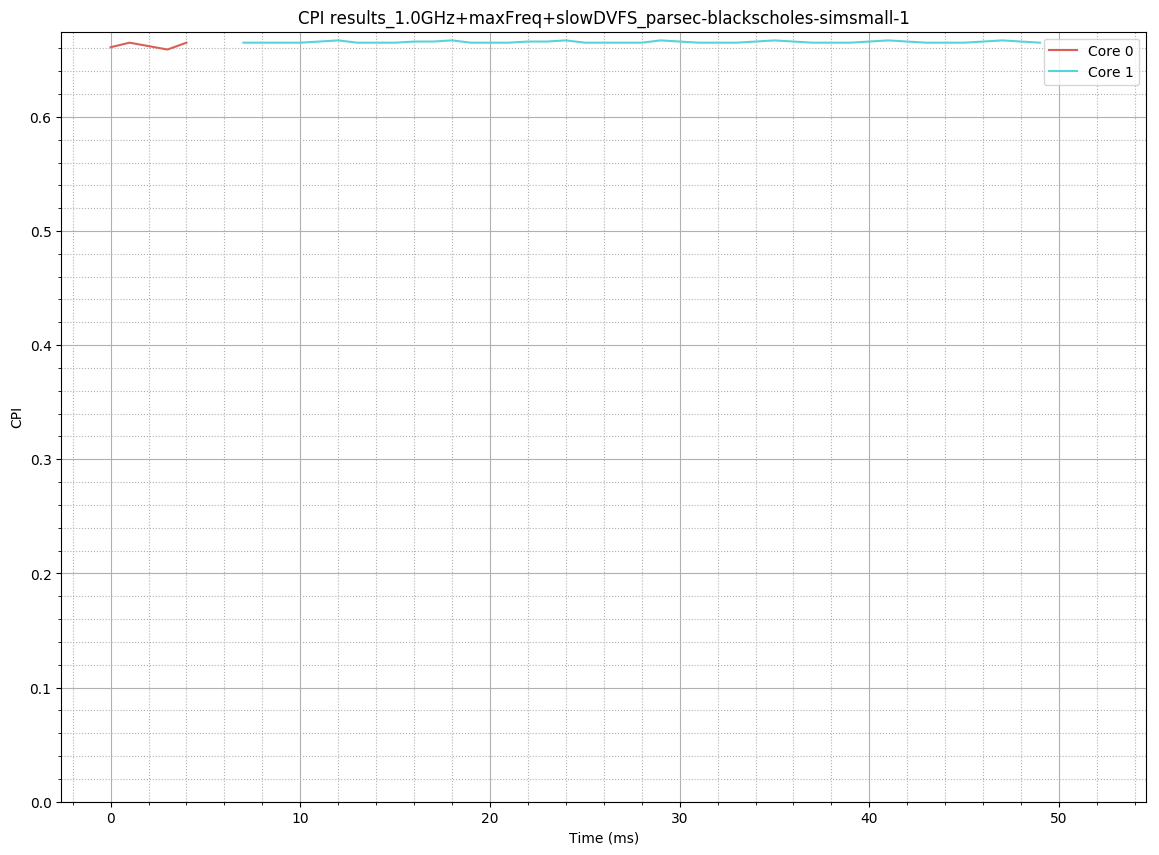 CPI results_1.0GHz+maxFreq+slowDVFS_parsec-blackscholes-simsmall-1
Core 0
Core 1
0.6
0.5
0.4
0.3
0.2
0.1
0.0
CPI
0 10 20 30 40 50
Time (ms)